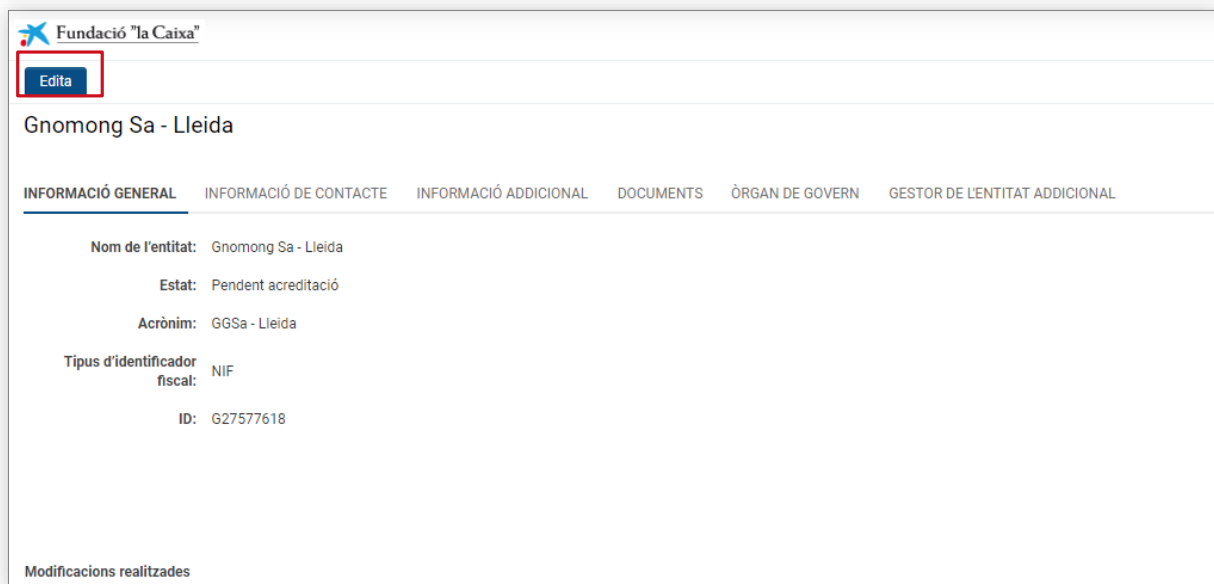 Fundació "la Caixa"
Edita
Gnomong Sa - Lleida
INFORMACIÓ GENERAL INFORMACIÓ DE CONTACTE INFORMACIÓ ADDICIONAL DOCUMENTS ÒRGAN DE GOVERN GESTOR DE L'ENTITAT ADDICIONAL
Nom de l'entitat: Gnomong Sa - Lleida
Estat: Pendent acreditació
Acrònim: GGSa - Lleida
Tipus d'identificador
fiscal: NIF
ID: G27577618
Modificacions realitzades